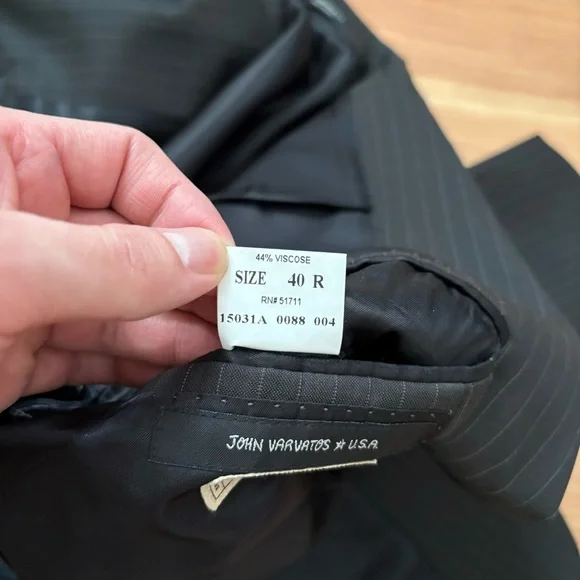 44% VISCOSE
SIZE 40 R
RN# 51711
15031A 0088 004
JOHN VARVATOS ★ U.S.A.